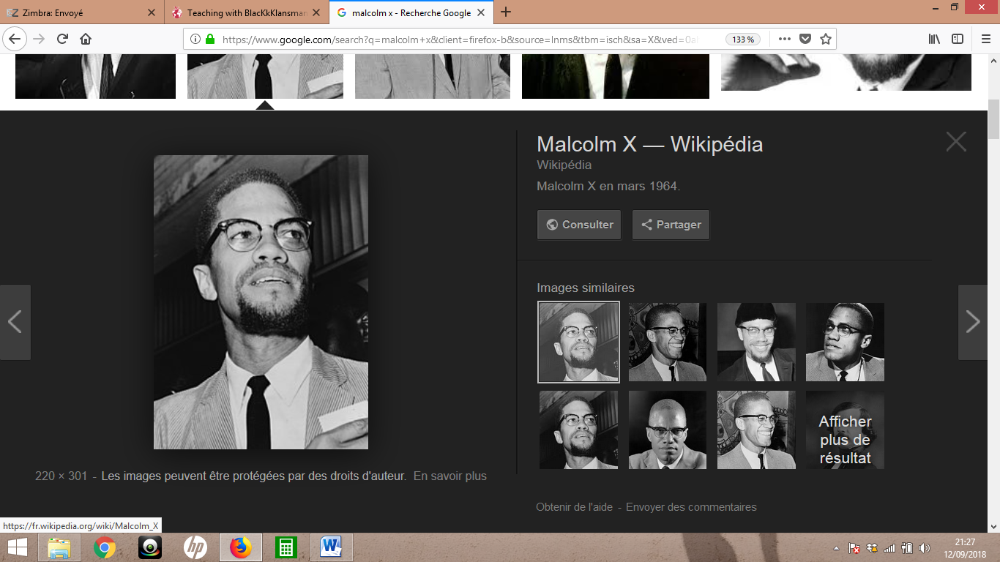 Zimbra: Envoyé
Teaching with BlacKkKlansman
malcolm x - Recherche Google
https://www.google.com/search?q=malcolm+x&client=firefox-b&source=lnms&tbm=isch&sa=X&ved=0a
133 %
Malcolm X — Wikipédia
Wikipédia
Malcolm X en mars 1964.
Consulter
Partager
Images similaires
Afficher
plus de
résultat
220 × 301 - Les images peuvent être protégées par des droits d'auteur. En savoir plus
Obtenir de l'aide - Envoyer des commentaires
https://fr.wikipedia.org/wiki/Malcolm_X
hp
W
21:27
12/09/2018